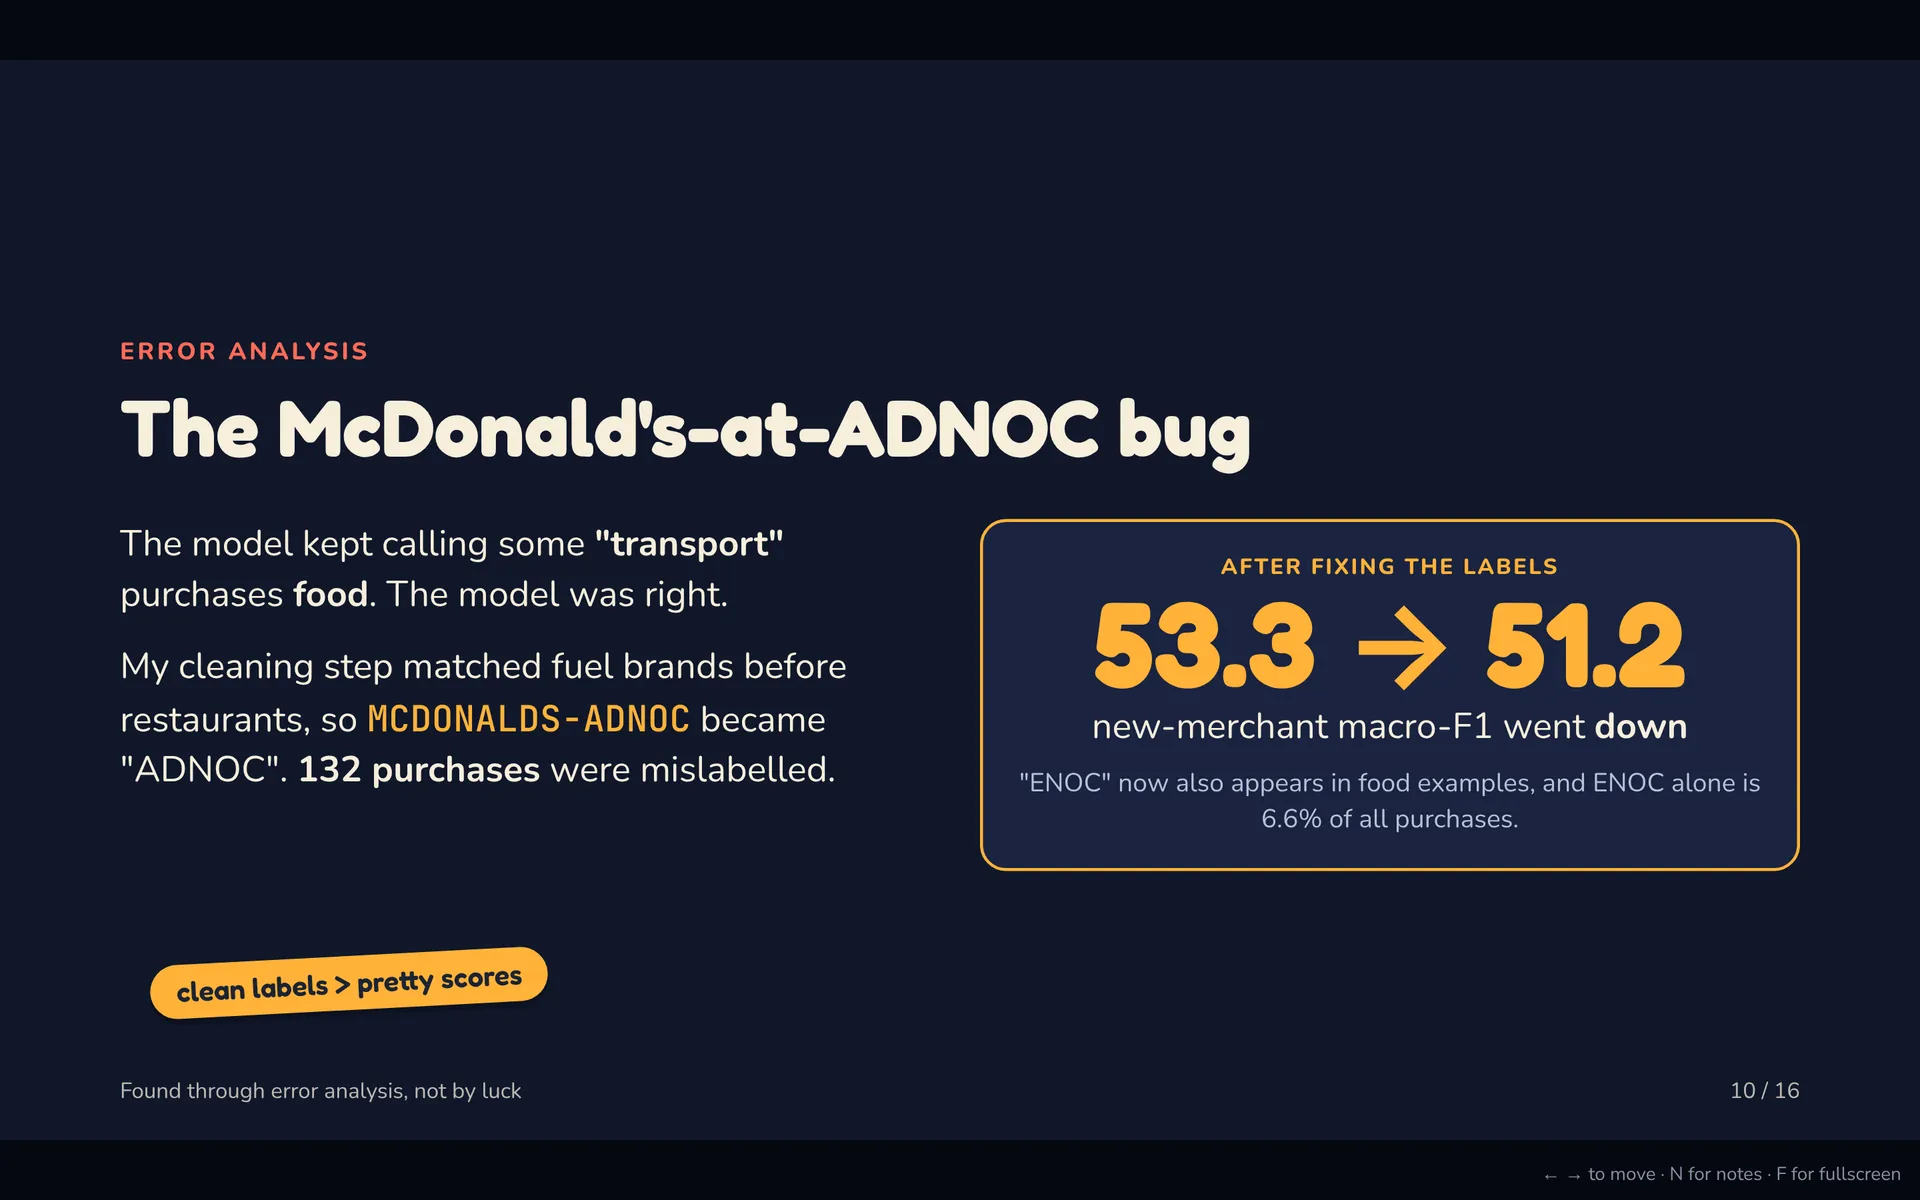 ERROR ANALYSIS
The McDonald's-at-ADNOC bug
The model kept calling some "transport"
purchases food. The model was right.
My cleaning step matched fuel brands before
restaurants, so MCDONALDS-ADNOC became
"ADNOC". 132 purchases were mislabelled.
AFTER FIXING THE LABELS
53.3 → 51.2
new-merchant macro-F1 went down
"ENOC" now also appears in food examples, and ENOC alone is
6.6% of all purchases.
clean labels > pretty scores
Found through error analysis, not by luck
10 / 16
← → to move · N for notes · F for fullscreen